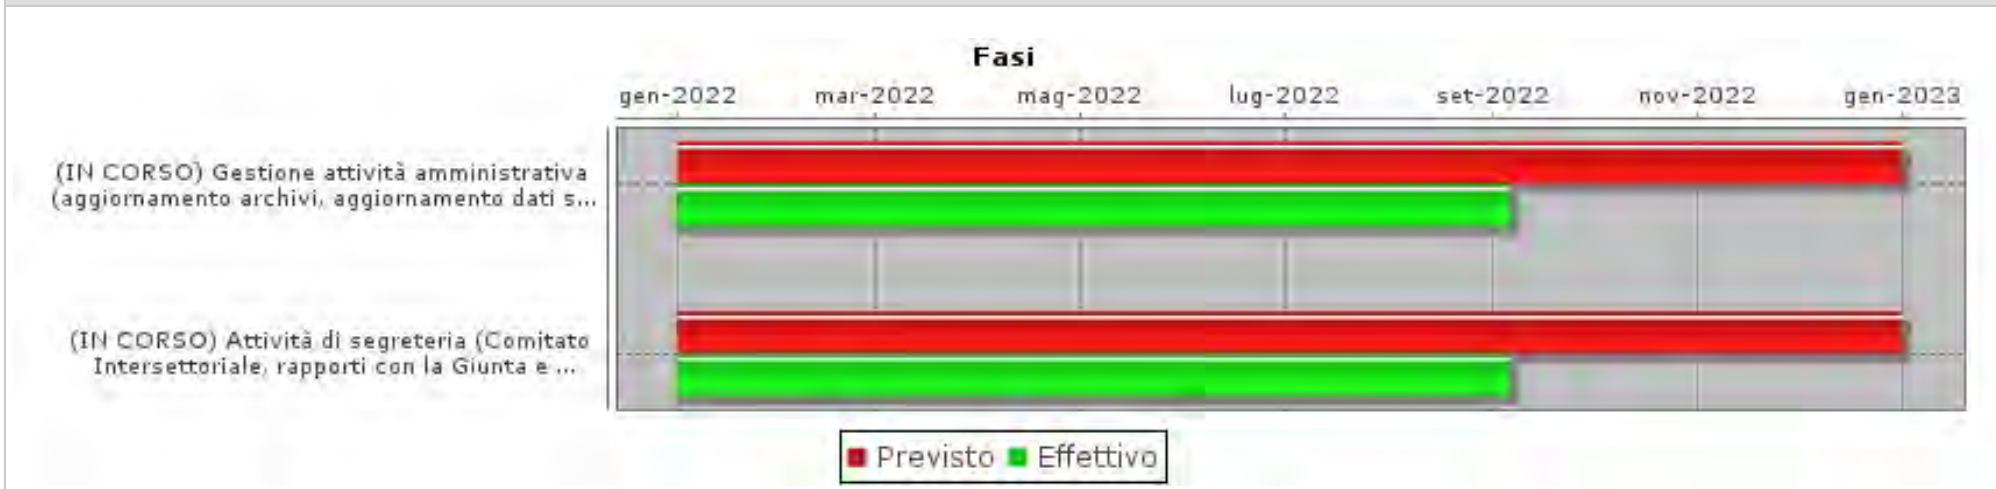 Fasi
gen-2022 mar-2022 mag-2022 lug-2022 set-2022 nov-2022 gen-2023
(IN CORSO) Gestione attività amministrativa
(aggiornamento archivi, aggiornamento dati s...
(IN CORSO) Attività di segreteria (Comitato
Intersettoriale, rapporti con la Giunta e ...
Previsto Effettivo